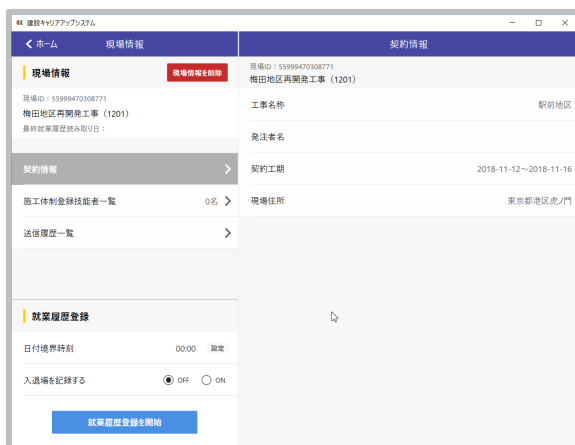 建設キャリアアップシステム
ホーム
現場情報
契約情報
現場情報
現場情報を削除
現場ID：55999470308771
梅田地区再開発工事（1201）
最終就業履歴読み取り日：
契約情報
施工体制登録技能者一覧 0名
送信履歴一覧
就業履歴登録
日付境界時刻 00:00 設定
入退場を記録する OFF ON
就業履歴登録を開始
現場ID：55999470308771
梅田地区再開発工事（1201）
工事名称 駅前地区
発注者名
契約工期 2018-11-12～2018-11-16
現場住所 東京都港区虎ノ門